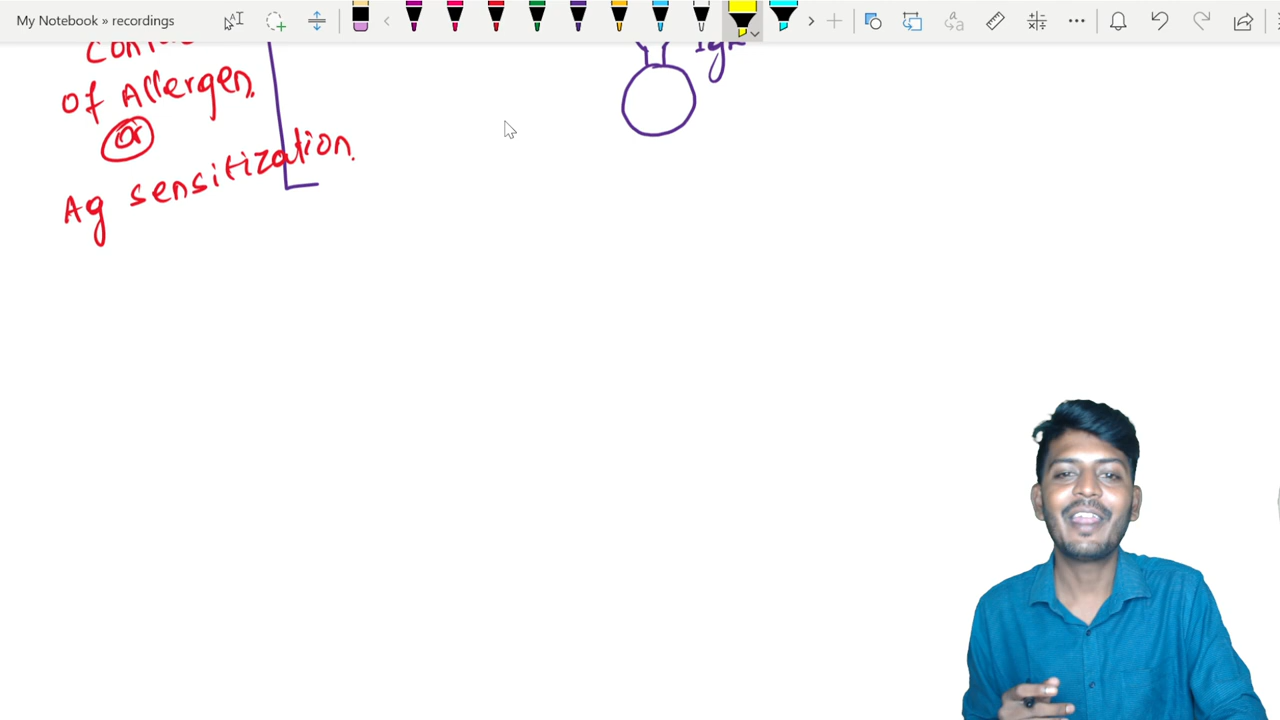 My Notebook » recordings
of Allergen.
or
Ag sensitization.